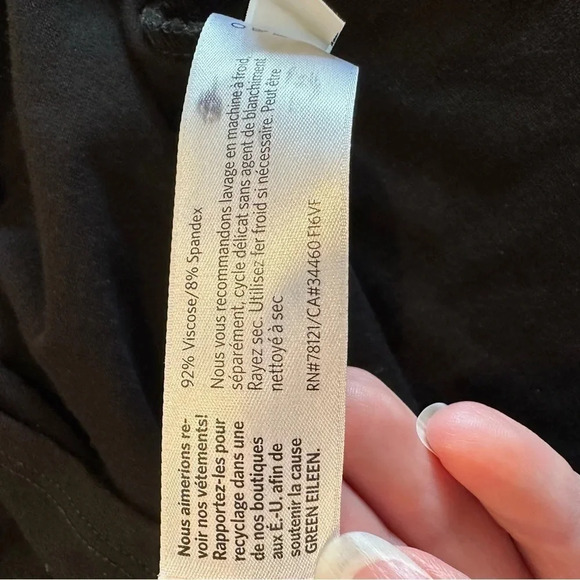 Nous aimerions re-
voir nos vêtements!
Rapportez-les pour
recyclage dans une
de nos boutiques
aux É.-U. afin de
soutenir la cause
GREEN EILEEN.
92% Viscose/8% Spandex
Nous vous recommandons lavage en machine à froid,
séparément, cycle délicat sans agent de blanchiment
Rayez sec. Utilisez fer froid si nécessaire. Peut être
nettoyé à sec
RN#78121/CA#34460 F16VF